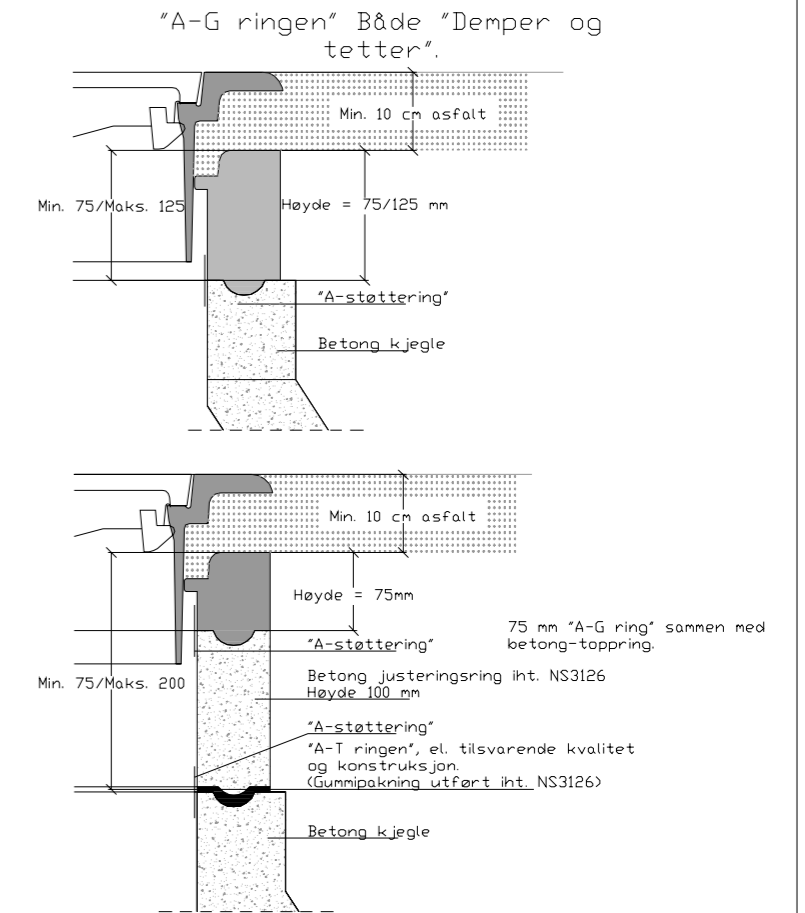 "A-G ringen" Både "Demper og
tetter".
Min. 10 cm asfalt
Min. 75/Maks. 125
Høyde = 75/125 mm
"A-støttering"
Betong kjegle
Min. 10 cm asfalt
Høyde = 75mm
75 mm "A-G ring" sammen med
betong-toppring.
"A-støttering"
Betong justeringsring iht. NS3126
Høyde 100 mm
Min. 75/Maks. 200
"A-støttering"
"A-T ringen", el. tilsvarende kvalitet
og konstruksjon.
(Gummipakning utført iht. NS3126)
Betong kjegle